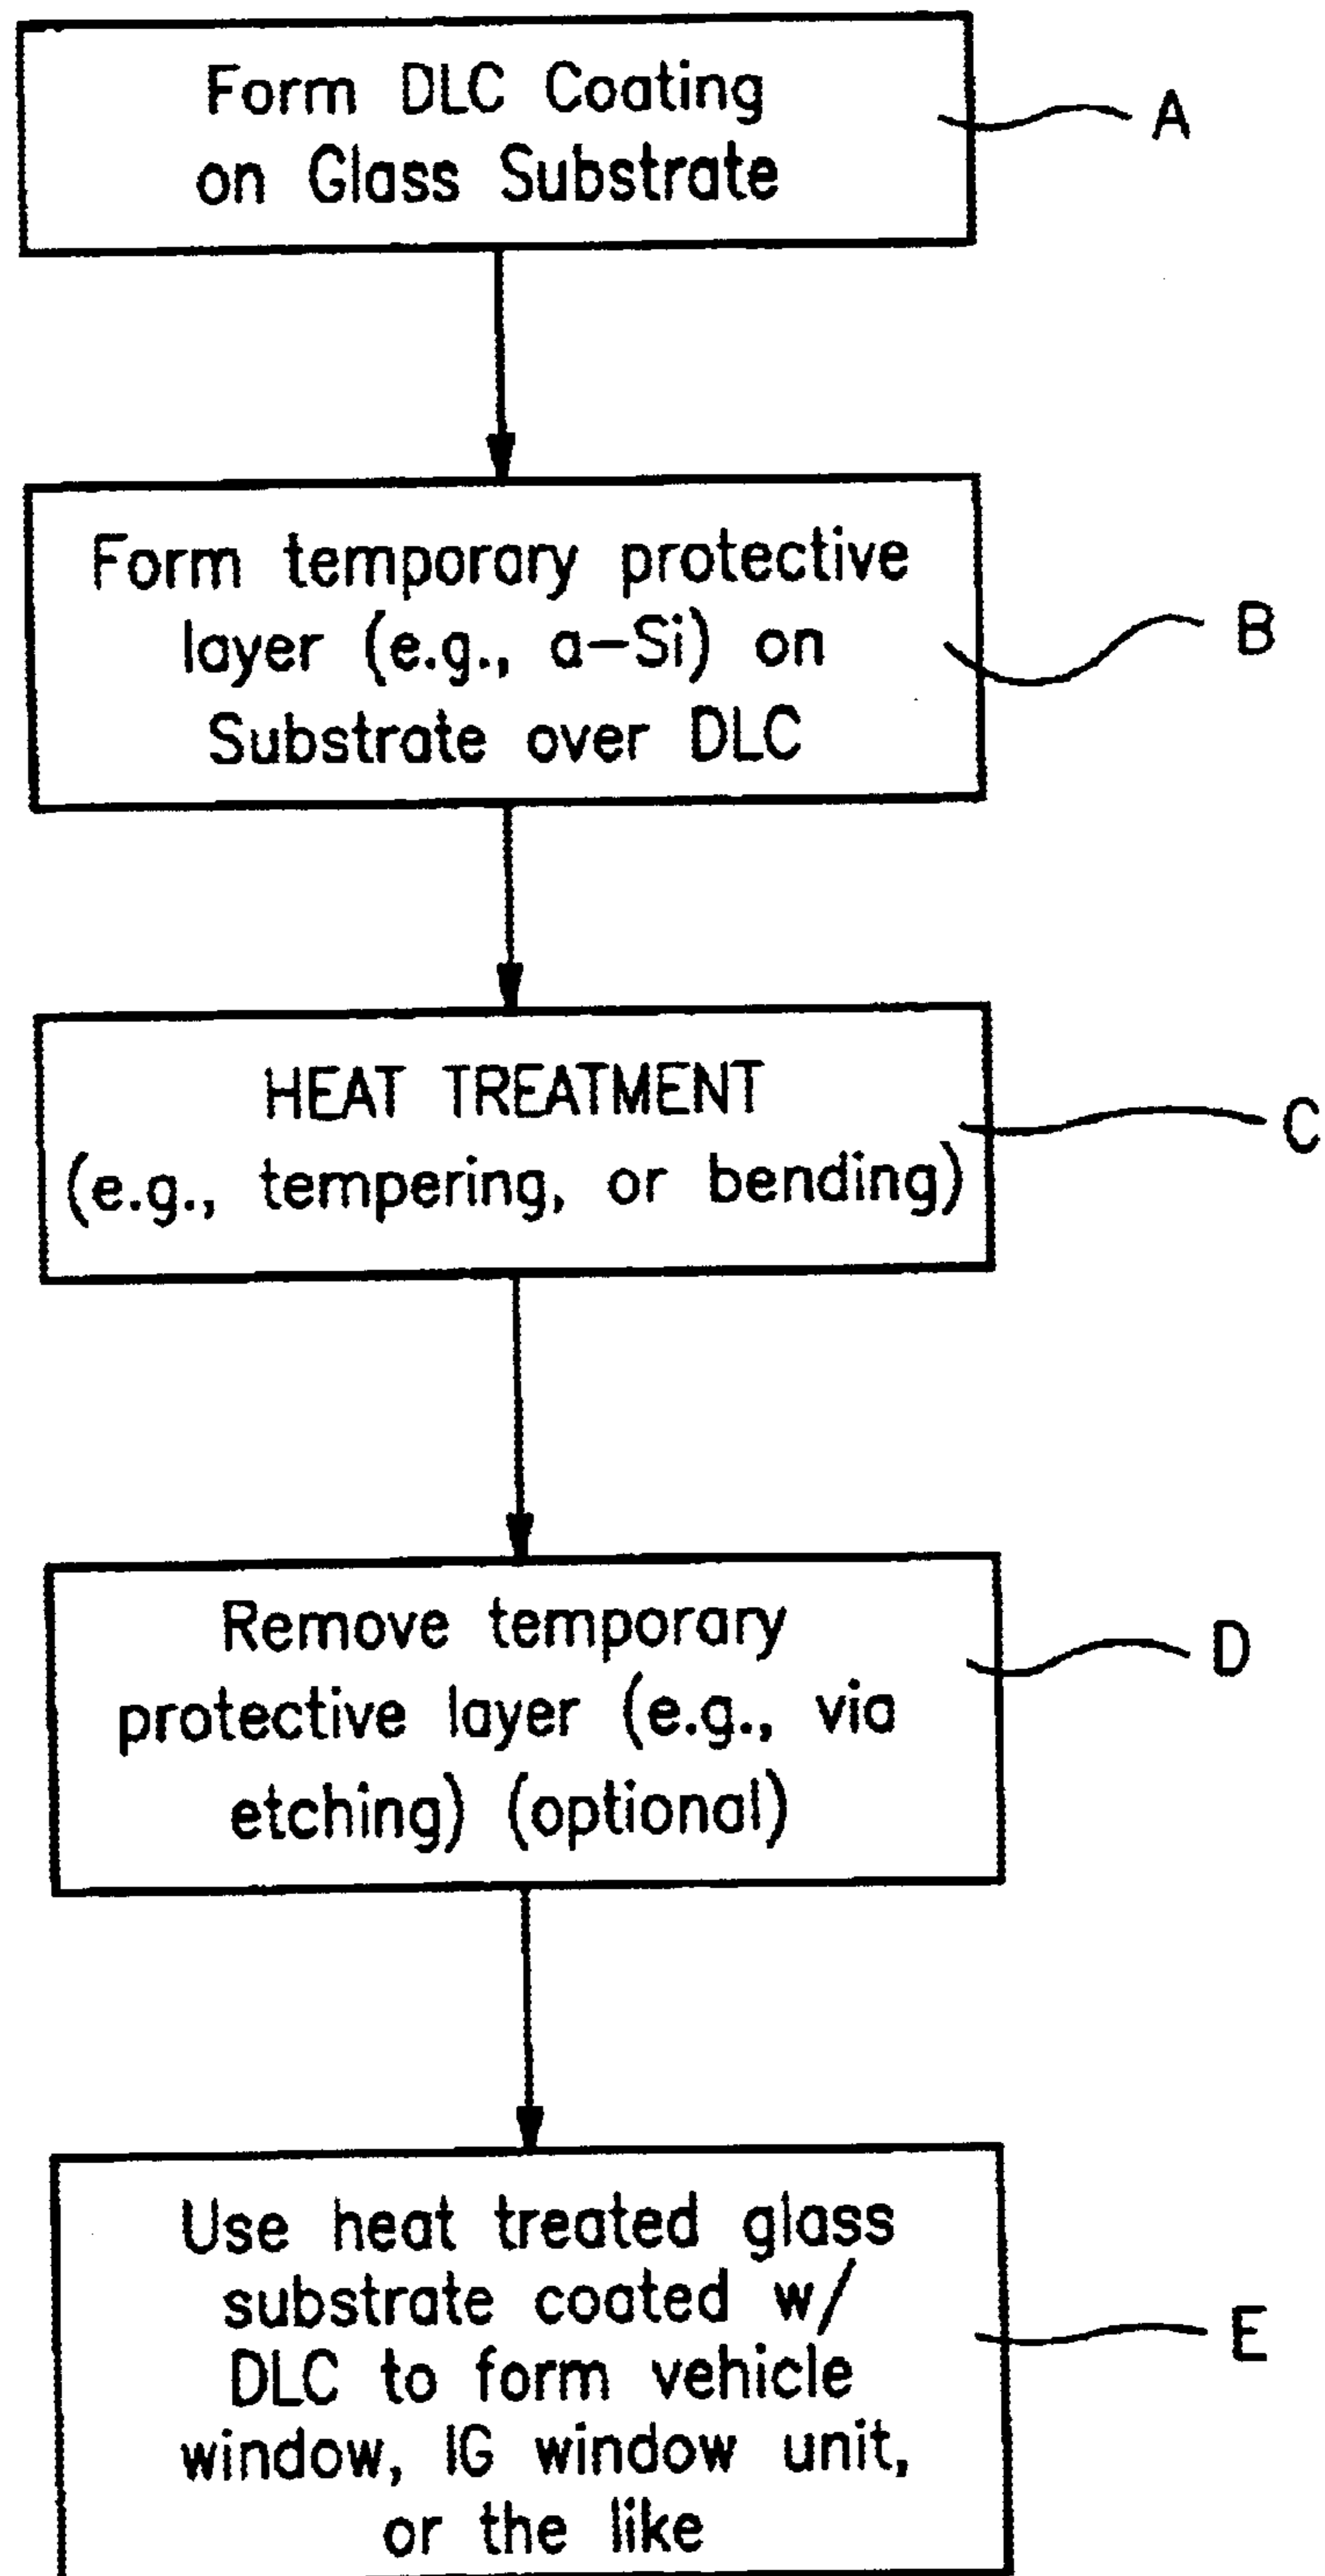 Form DLC Coating
on Glass Substrate
A
Form temporary protective
layer (e.g., a-Si) on
Substrate over DLC
B
HEAT TREATMENT
(e.g., tempering, or bending)
C
Remove temporary
protective layer (e.g., via
etching) (optional)
D
Use heat treated glass
substrate coated w/
DLC to form vehicle
window, IG window unit,
or the like
E